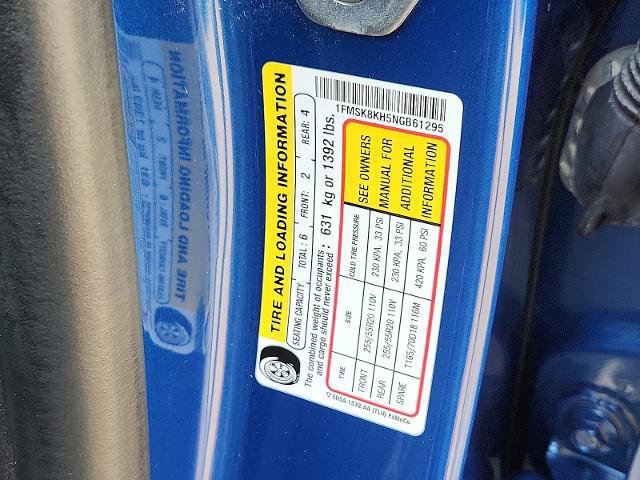 TIRE AND LOADING INFORMATION
SEATING CAPACITY TOTAL: 6 FRONT: 2 REAR: 4
The combined weight of occupants and cargo should never exceed: 631 kg or 1392 lbs.
TIRE SIZE COLD TIRE PRESSURE SEE OWNERS
FRONT 255/55R20 110V 230 KPA, 33 PSI MANUAL FOR
REAR 255/55R20 110V 230 KPA, 33 PSI ADDITIONAL
SPARE T165/70D18 116M 420 KPA, 60 PSI INFORMATION
1FMSK8KH5NGB61295